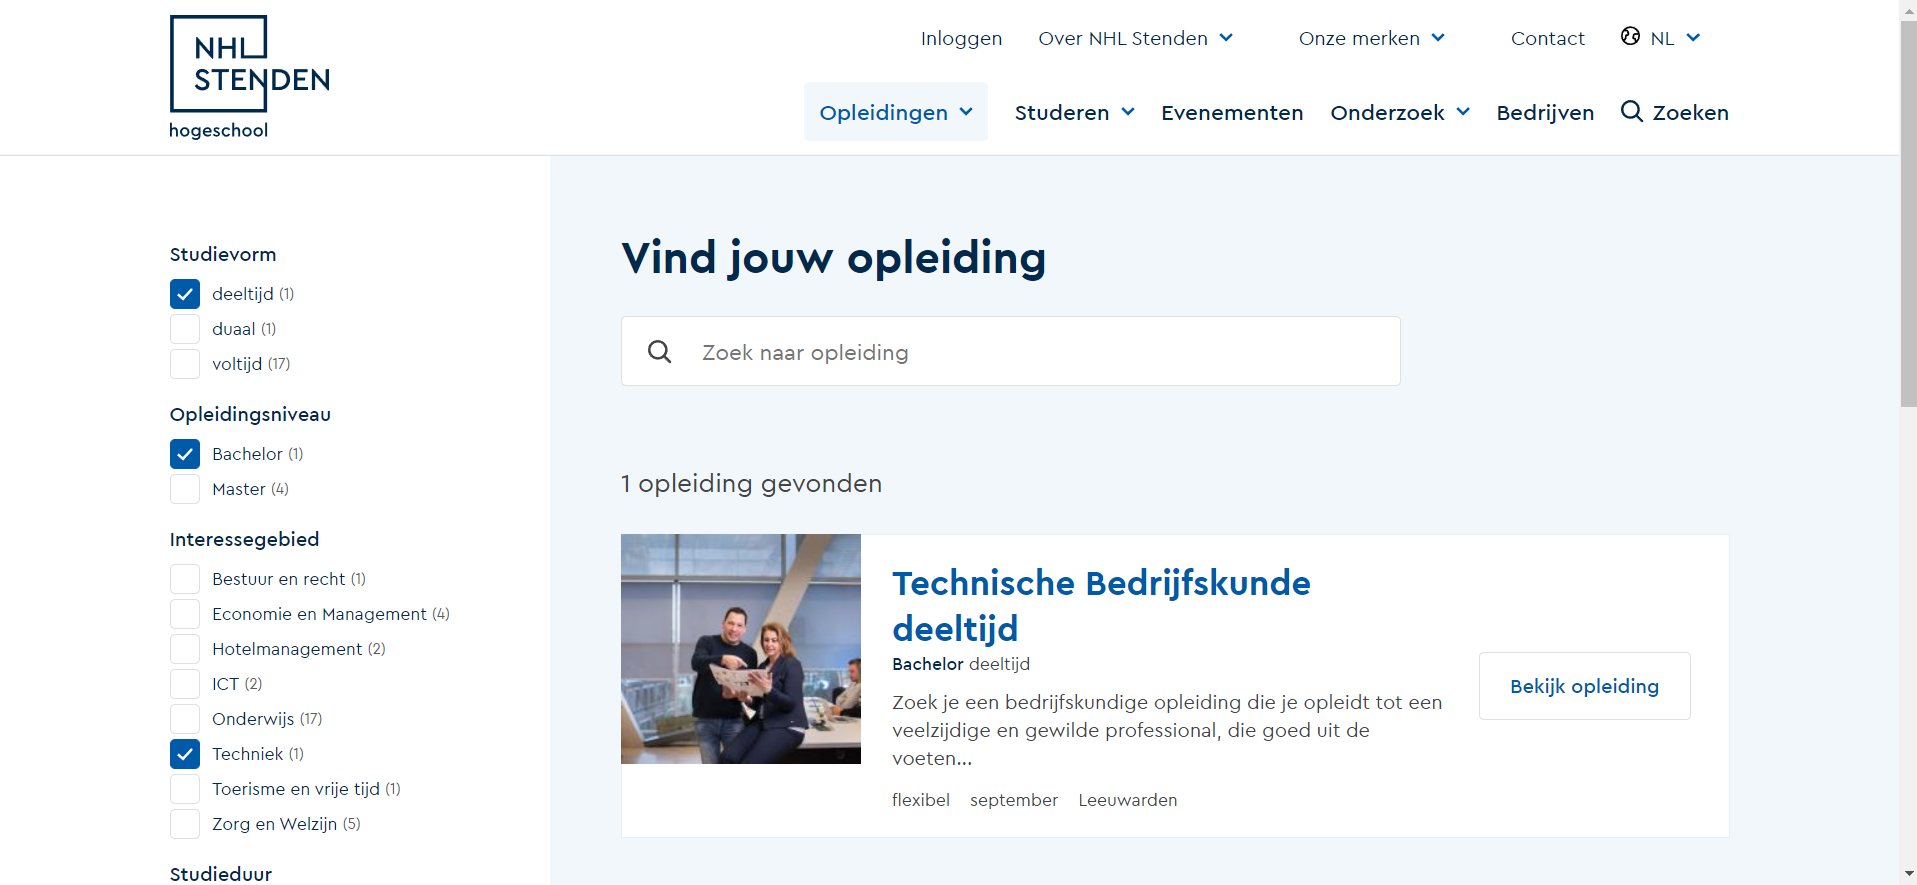 NHL
STENDEN
hogeschool
Inloggen Over NHL Stenden Onze merken Contact NL
Opleidingen Studeren Evenementen Onderzoek Bedrijven Zoeken
Studievorm
deeltijd (1)
duaal (1)
voltijd (17)
Opleidingsniveau
Bachelor (1)
Master (4)
Interessegebied
Bestuur en recht (1)
Economie en Management (4)
Hotelmanagement (2)
ICT (2)
Onderwijs (17)
Techniek (1)
Toerisme en vrije tijd (1)
Zorg en Welzijn (5)
Studieduur
Vind jouw opleiding
Zoek naar opleiding
1 opleiding gevonden
Technische Bedrijfskunde
deeltijd
Bachelor deeltijd
Zoek je een bedrijfskundige opleiding die je opleidt tot een
veelzijdige en gewilde professional, die goed uit de
voeten...
flexibel september Leeuwarden
Bekijk opleiding